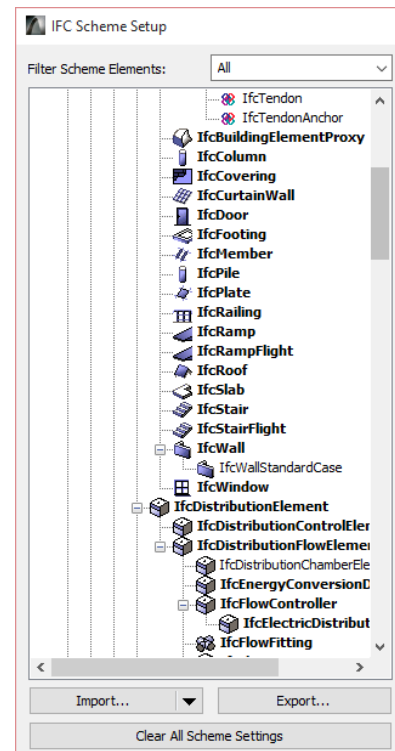 IFC Scheme Setup
Filter Scheme Elements: All
IfcTendon
IfcTendonAnchor
IfcBuildingElementProxy
IfcColumn
IfcCovering
IfcCurtainWall
IfcDoor
IfcFooting
IfcMember
IfcPile
IfcPlate
IfcRailing
IfcRamp
IfcRampFlight
IfcRoof
IfcSlab
IfcStair
IfcStairFlight
IfcWall
IfcWallStandardCase
IfcWindow
IfcDistributionElement
IfcDistributionControlEler
IfcDistributionFlowElemei
IfcDistributionChamberEle
IfcEnergyConversionD
IfcFlowController
IfcElectricDistribut
IfcFlowFitting
Import... Export...
Clear All Scheme Settings